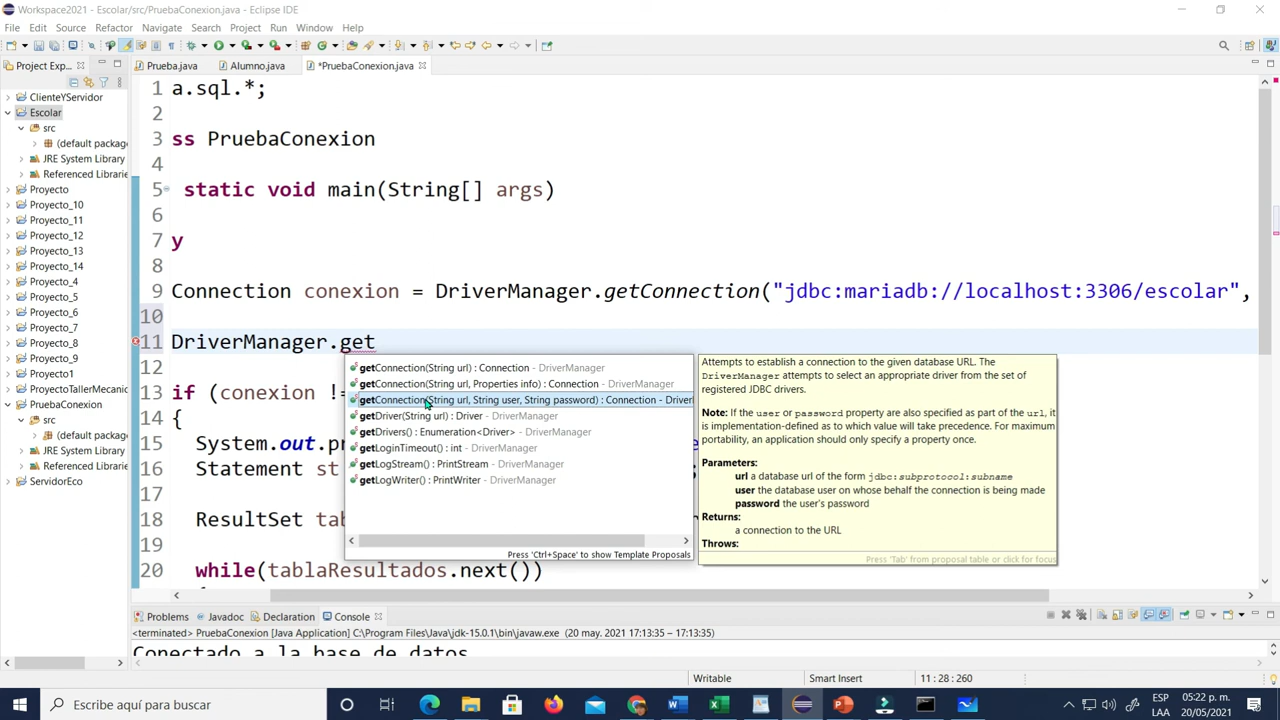 Workspace2021 - Escolar/src/PruebaConexion.java - Eclipse IDE
File Edit Source Refactor Navigate Search Project Run Window Help
Project Exp...
Prueba.java
Alumno.java
*PruebaConexion.java
ClienteYServidor
Escolar
src
(default packag
JRE System Library
Referenced Librarie
Proyecto
Proyecto_10
Proyecto_11
Proyecto_12
Proyecto_13
Proyecto_14
Proyecto_4
Proyecto_5
Proyecto_6
Proyecto_7
Proyecto_8
Proyecto_9
Proyecto1
ProyectoTallerMecanic
PruebaConexion
src
(default packag
JRE System Library
Referenced Librarie
ServidorEco
1 a.sql.*;
2
3 ss PruebaConexion
4
5 static void main(String[] args)
6
7 y
8
9 Connection conexion = DriverManager.getConnection("jdbc:mariadb://localhost:3306/escolar",
10
11 DriverManager.get
12
13 if (conexion !=
14 {
15 System.out.pr
16 Statement st
17
18 ResultSet tab
19
20 while(tablaResultados.next())
getConnection(String url) : Connection - DriverManager
getConnection(String url, Properties info) : Connection - DriverManager
getConnection(String url, String user, String password) : Connection - Driver
getDriver(String url) : Driver - DriverManager
getDrivers() : Enumeration<Driver> - DriverManager
getLoginTimeout() : int - DriverManager
getLogStream() : PrintStream - DriverManager
getLogWriter() : PrintWriter - DriverManager
Press 'Ctrl+Space' to show Template Proposals
Attempts to establish a connection to the given database URL. The
DriverManager attempts to select an appropriate driver from the set of
registered JDBC drivers.
Note: If the user or password property are also specified as part of the url, it
is implementation-defined as to which value will take precedence. For maximum
portability, an application should only specify a property once.
Parameters:
url a database url of the form jdbc:subprotocol:subname
user the database user on whose behalf the connection is being made
password the user's password
Returns:
a connection to the URL
Throws:
Press 'Tab' from proposal table or click for focus
Problems Javadoc Declaration Console
<terminated> PruebaConexion [Java Application] C:\Program Files\Java\jdk-15.0.1\bin\javaw.exe (20 may. 2021 17:13:35 – 17:13:35)
Conectado a la base de datos
Writable Smart Insert 11 : 28 : 260
Escribe aquí para buscar
ESP
LAA
05:22 p. m.
20/05/2021